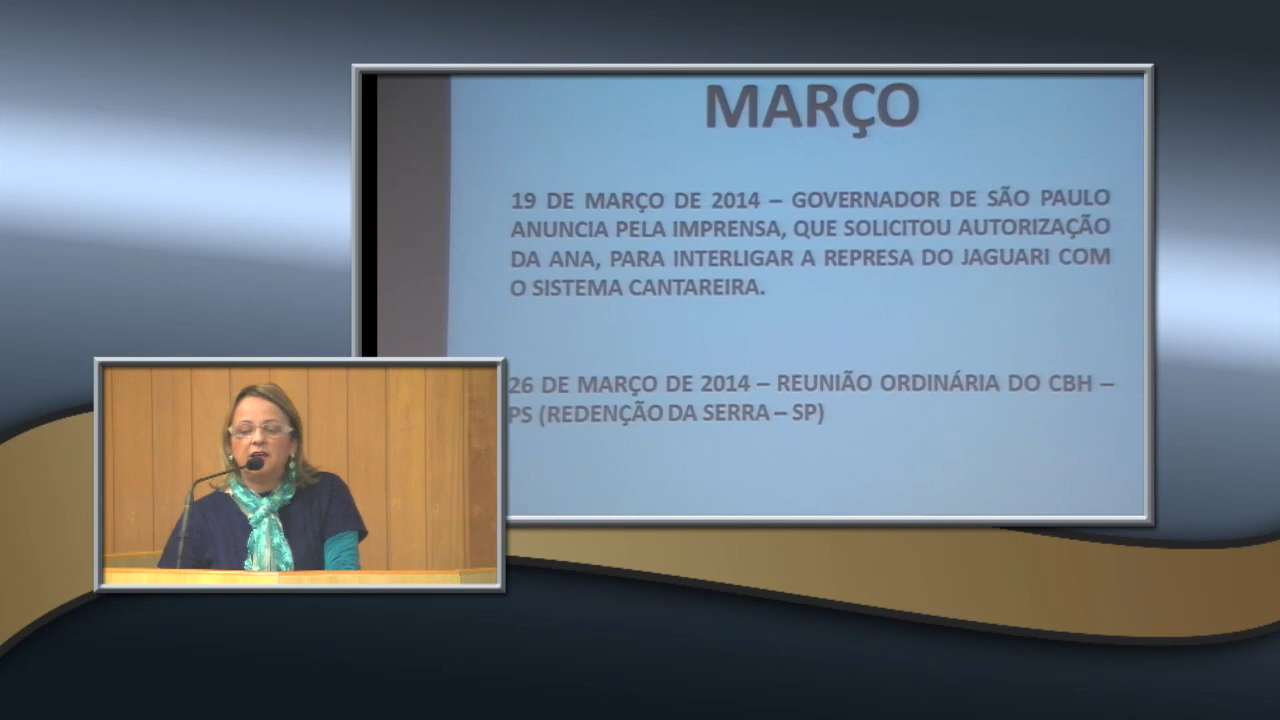 MARÇO
19 DE MARÇO DE 2014 – GOVERNADOR DE SÃO PAULO
ANUNCIA PELA IMPRENSA, QUE SOLICITOU AUTORIZAÇÃO
DA ANA, PARA INTERLIGAR A REPRESA DO JAGUARI COM
O SISTEMA CANTAREIRA.
26 DE MARÇO DE 2014 – REUNIÃO ORDINÁRIA DO CBH –
PS (REDENÇÃO DA SERRA – SP)